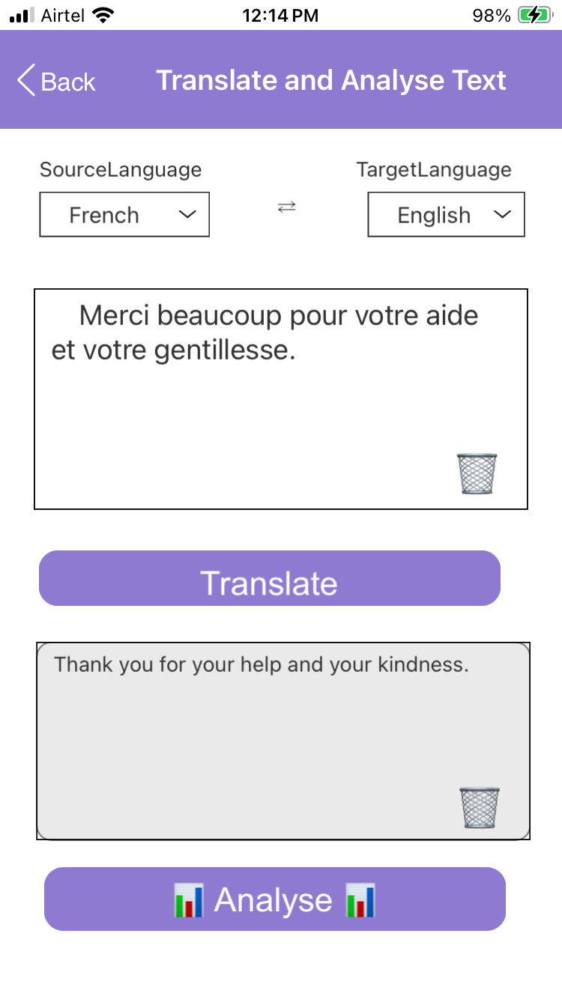 Airtel 12:14 PM 98%
Back Translate and Analyse Text
SourceLanguage TargetLanguage
French English
Merci beaucoup pour votre aide
et votre gentillesse.
Translate
Thank you for your help and your kindness.
Analyse